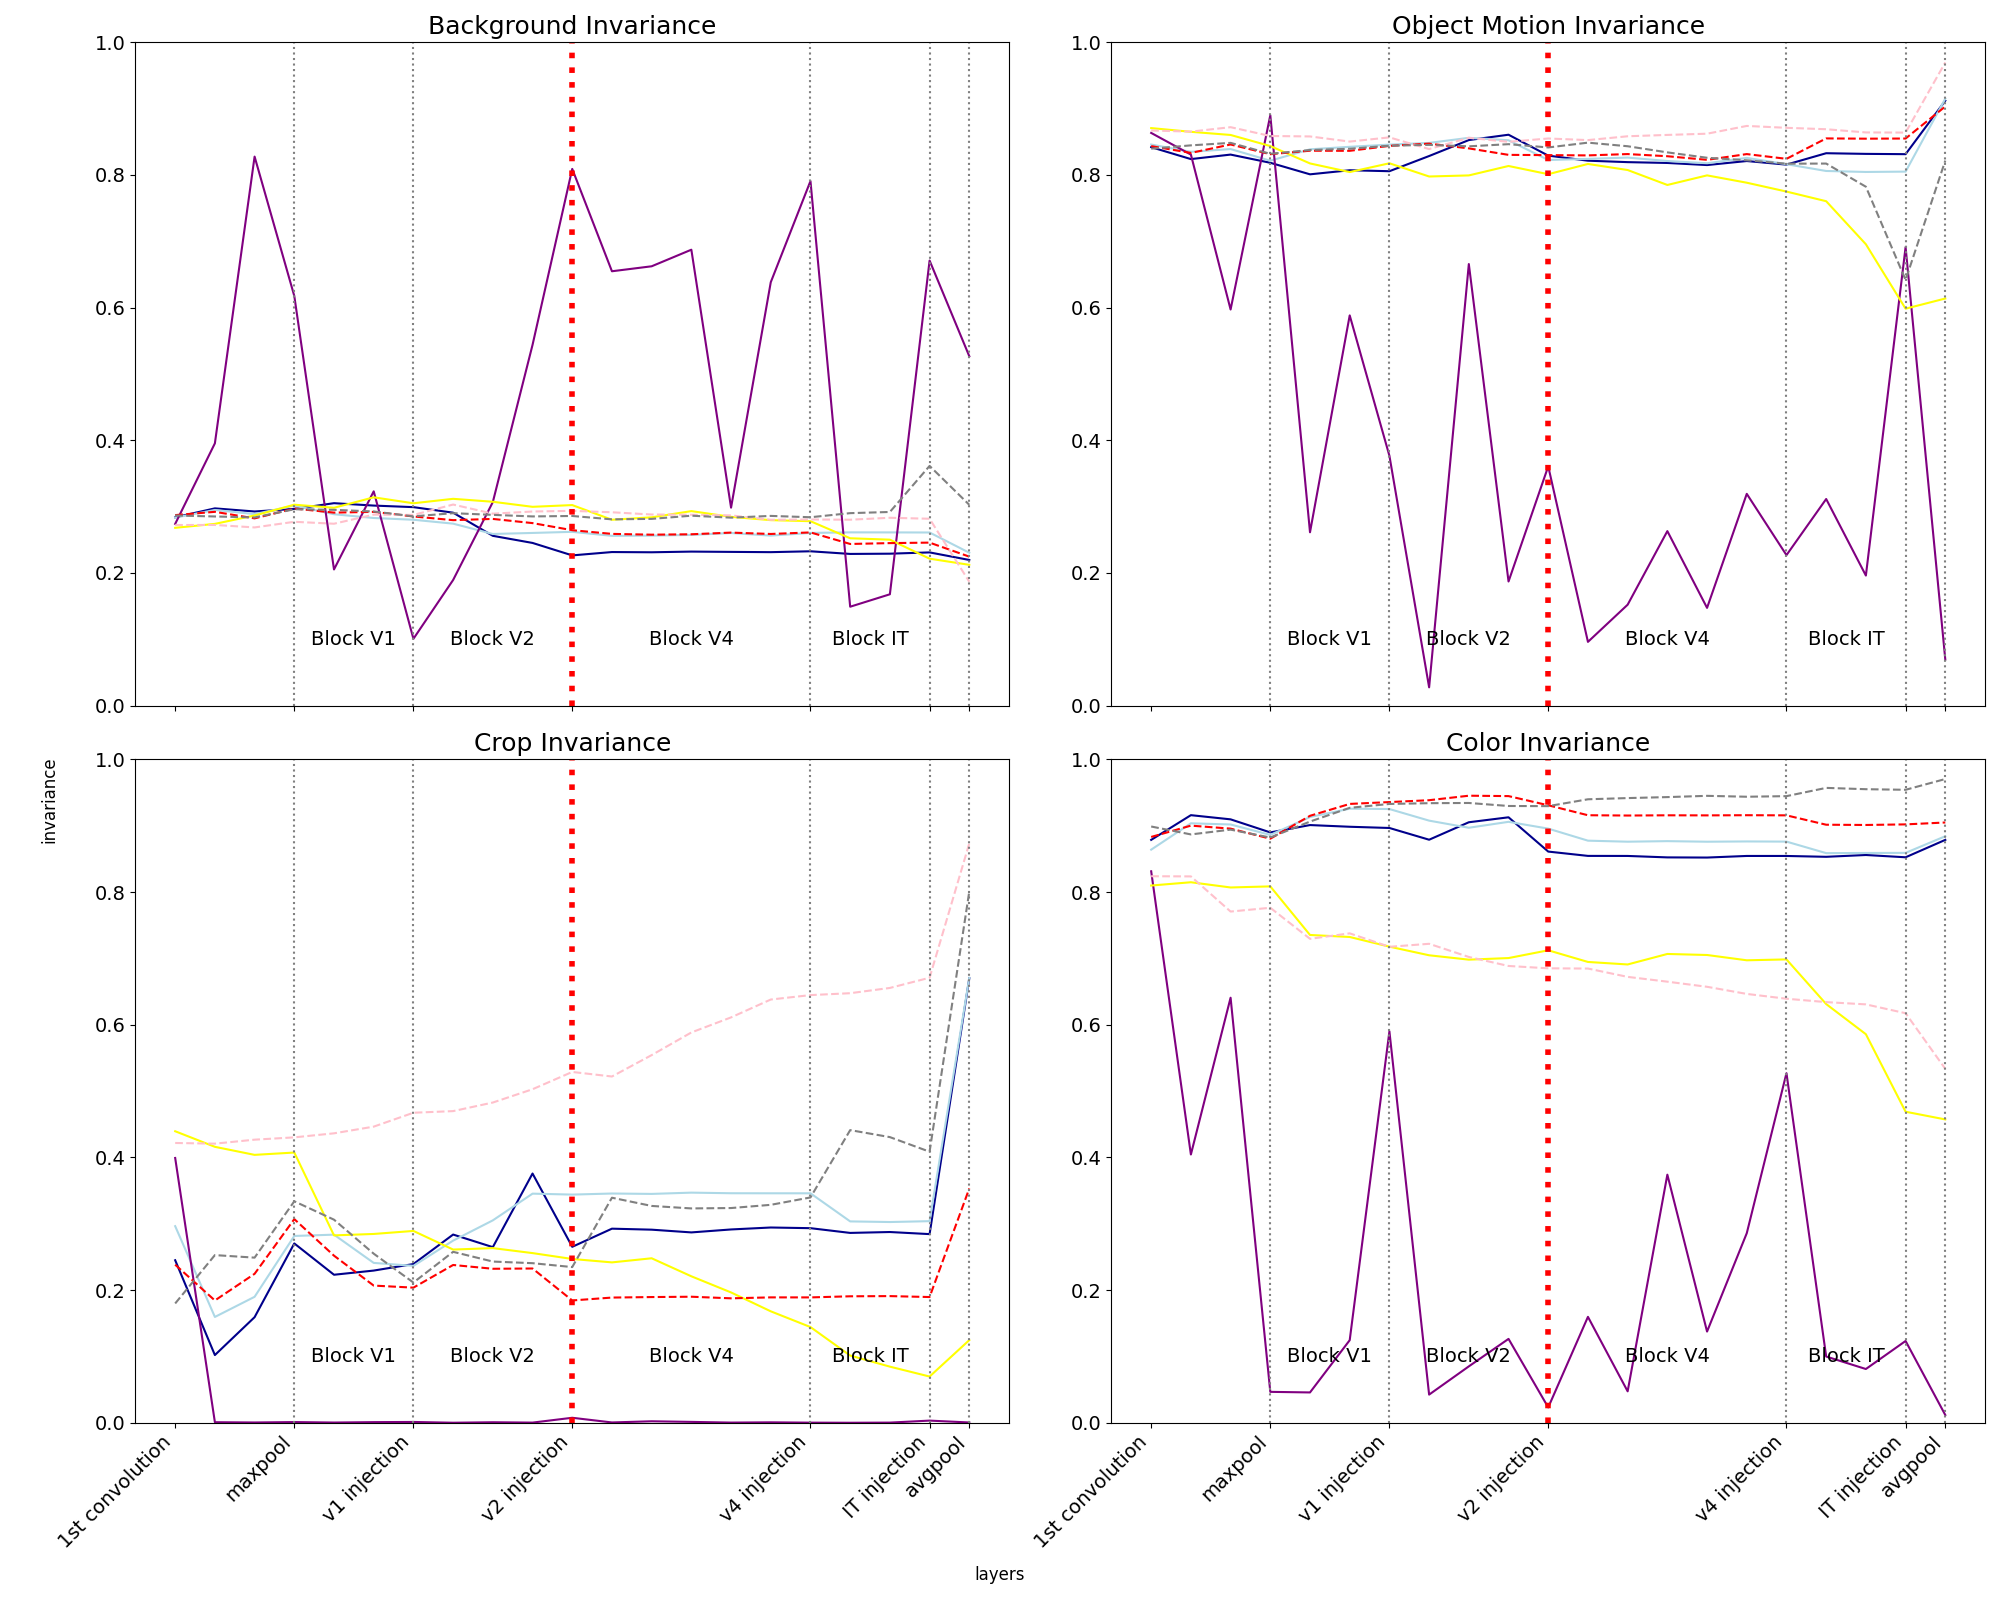 Background Invariance
1.0
0.8
0.6
0.4
0.2
0.0
Block V1
Block V2
Block V4
Block IT
Object Motion Invariance
1.0
0.8
0.6
0.4
0.2
0.0
Block V1
Block V2
Block V4
Block IT
invariance
Crop Invariance
1.0
0.8
0.6
0.4
0.2
0.0
Block V1
Block V2
Block V4
Block IT
1st convolution
maxpool
v1 injection
v2 injection
v4 injection
IT injection
avgpool
Color Invariance
1.0
0.8
0.6
0.4
0.2
0.0
Block V1
Block V2
Block V4
Block IT
1st convolution
maxpool
v1 injection
v2 injection
v4 injection
IT injection
avgpool
layers